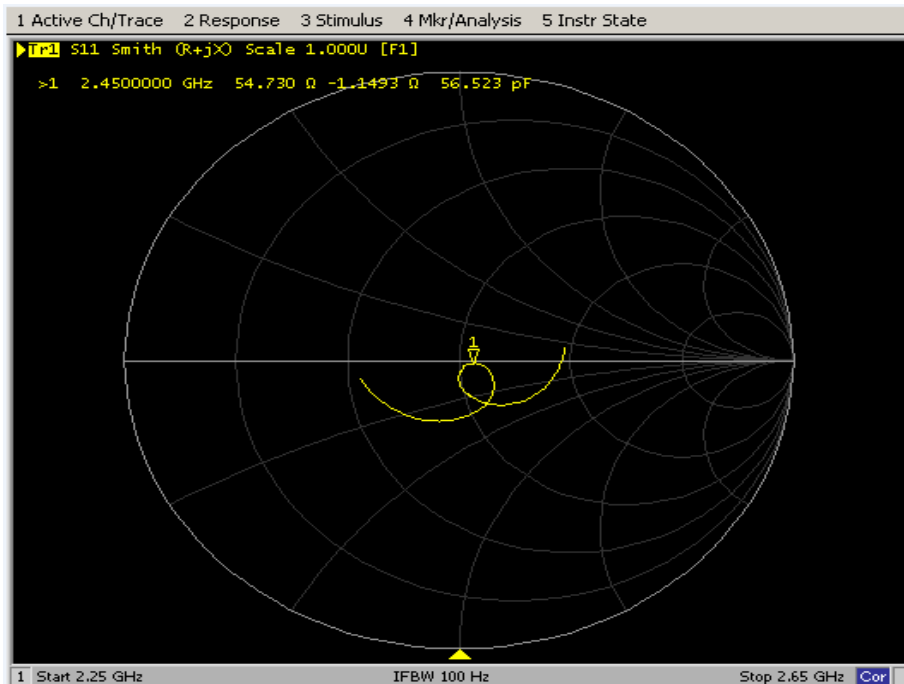 1 Active Ch/Trace 2 Response 3 Stimulus 4 Mkr/Analysis 5 Instr State
Tr1 S11 Smith (R+jX) Scale 1.000U [F1]
>1 2.4500000 GHz 54.730 Ω -1.1493 Ω 56.523 pF
1
1 Start 2.25 GHz IFBW 100 Hz Stop 2.65 GHz Cor